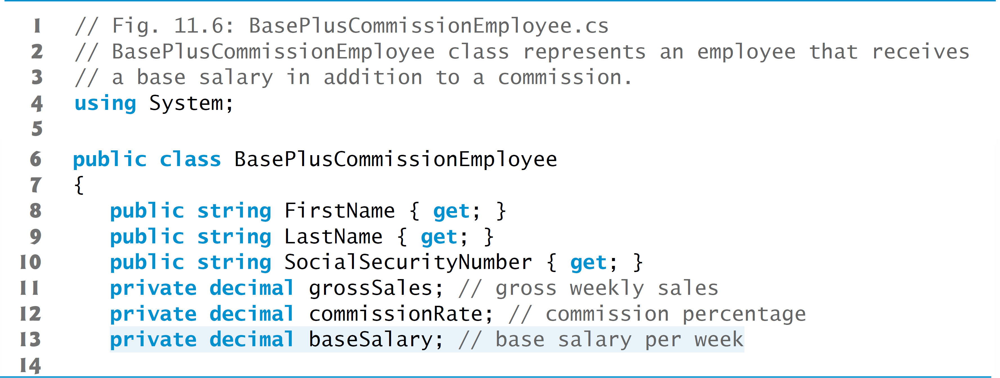 1 // Fig. 11.6: BasePlusCommissionEmployee.cs
2 // BasePlusCommissionEmployee class represents an employee that receives
3 // a base salary in addition to a commission.
4 using System;
5
6 public class BasePlusCommissionEmployee
7 {
8    public string FirstName { get; }
9    public string LastName { get; }
10    public string SocialSecurityNumber { get; }
11    private decimal grossSales; // gross weekly sales
12    private decimal commissionRate; // commission percentage
13    private decimal baseSalary; // base salary per week
14